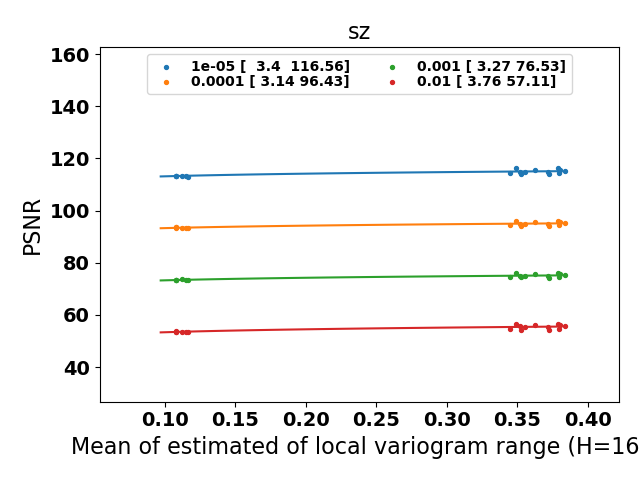 sz
160
1e-05 [  3.4  116.56]
0.0001 [ 3.14 96.43]
0.001 [ 3.27 76.53]
0.01 [ 3.76 57.11]
140
120
100
80
60
40
PSNR
0.10 0.15 0.20 0.25 0.30 0.35 0.40
Mean of estimated of local variogram range (H=16